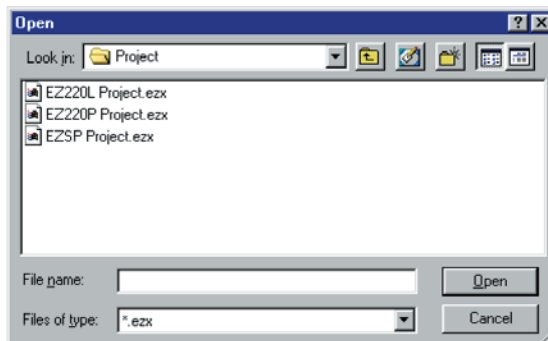 Open
Look in: Project
EZ220L Project.ezx
EZ220P Project.ezx
EZSP Project.ezx
File name:
Open
Files of type: *.ezx
Cancel